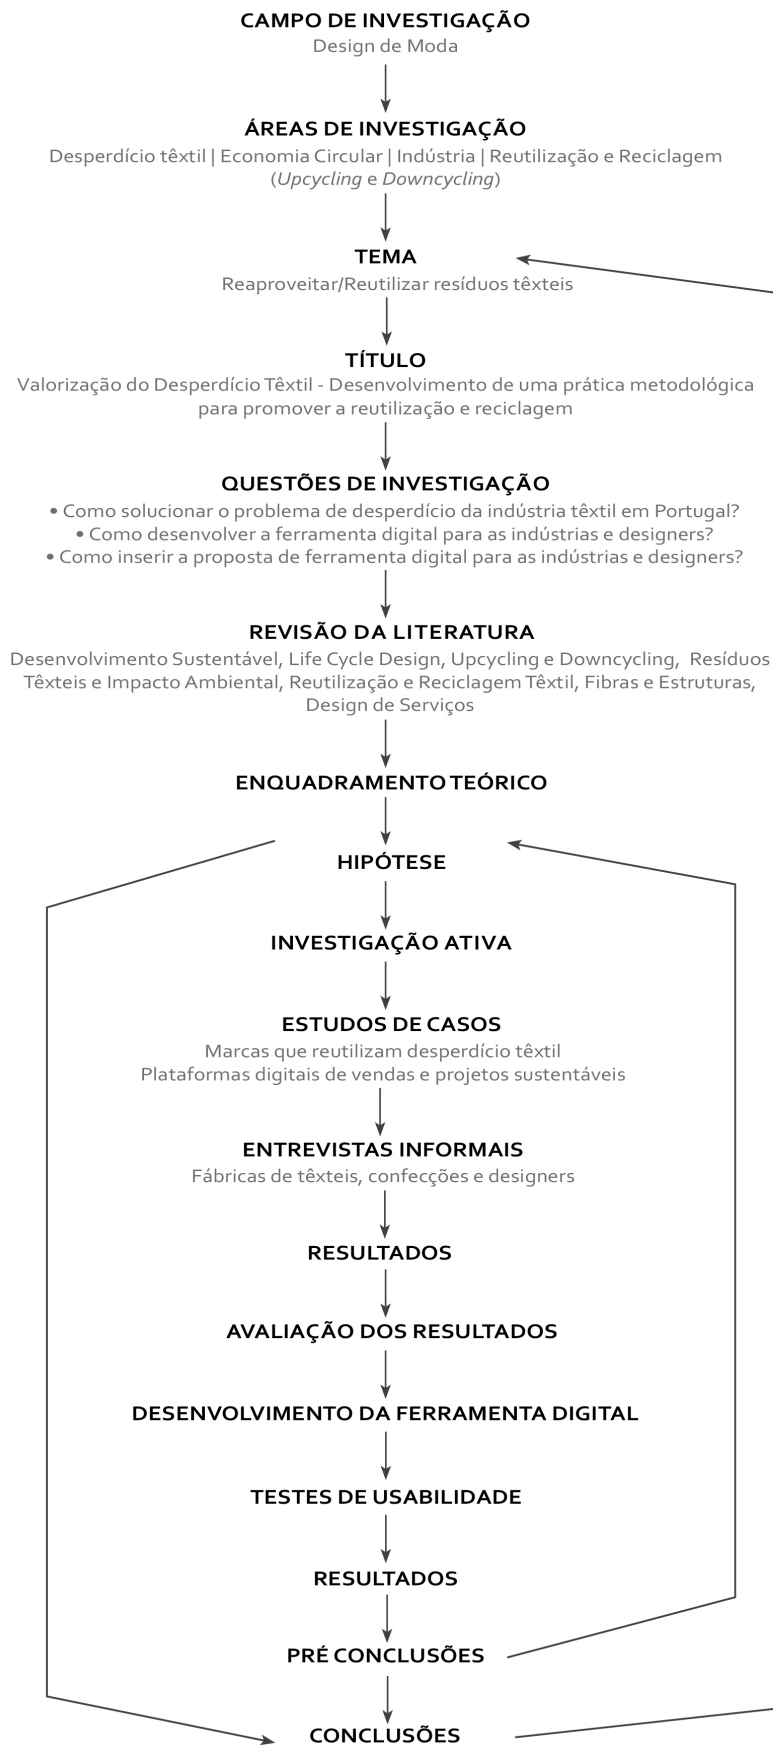 CAMPO DE INVESTIGAÇÃO
Design de Moda
ÁREAS DE INVESTIGAÇÃO
Desperdício têxtil | Economia Circular | Indústria | Reutilização e Reciclagem
(Upcycling e Downcycling)
TEMA
Reaproveitar/Reutilizar resíduos têxteis
TÍTULO
Valorização do Desperdício Têxtil - Desenvolvimento de uma prática metodológica
para promover a reutilização e reciclagem
QUESTÕES DE INVESTIGAÇÃO
• Como solucionar o problema de desperdício da indústria têxtil em Portugal?
• Como desenvolver a ferramenta digital para as indústrias e designers?
• Como inserir a proposta de ferramenta digital para as indústrias e designers?
REVISÃO DA LITERATURA
Desenvolvimento Sustentável, Life Cycle Design, Upcycling e Downcycling, Resíduos
Têxteis e Impacto Ambiental, Reutilização e Reciclagem Têxtil, Fibras e Estruturas,
Design de Serviços
ENQUADRAMENTO TEÓRICO
HIPÓTESE
INVESTIGAÇÃO ATIVA
ESTUDOS DE CASOS
Marcas que reutilizam desperdício têxtil
Plataformas digitais de vendas e projetos sustentáveis
ENTREVISTAS INFORMAIS
Fábricas de têxteis, confecções e designers
RESULTADOS
AVALIAÇÃO DOS RESULTADOS
DESENVOLVIMENTO DA FERRAMENTA DIGITAL
TESTES DE USABILIDADE
RESULTADOS
PRÉ CONCLUSÕES
CONCLUSÕES